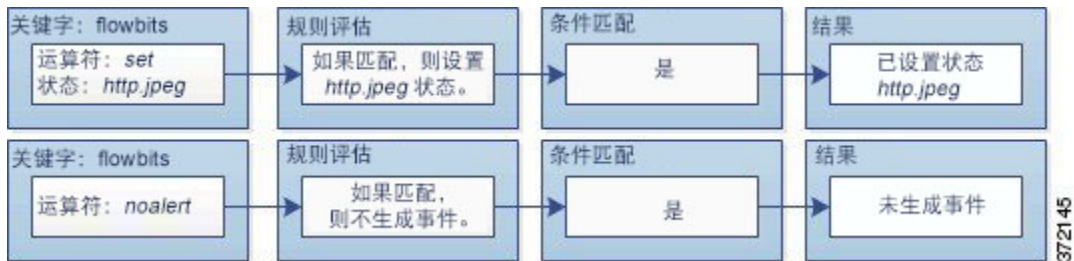 关键字：flowbits
运算符：set
状态：http.jpeg
规则评估
如果匹配，则设置
http.jpeg 状态。
条件匹配
是
结果
已设置状态
http.jpeg
关键字：flowbits
运算符：noalert
规则评估
如果匹配，
则不生成事件。
条件匹配
是
结果
未生成事件
372145